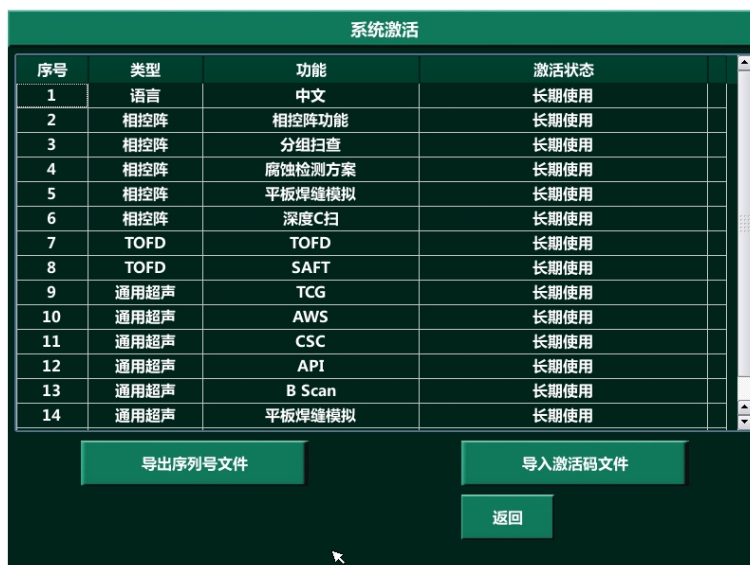 系统激活
序号 类型 功能 激活状态
1 语言 中文 长期使用
2 相控阵 相控阵功能 长期使用
3 相控阵 分组扫查 长期使用
4 相控阵 腐蚀检测方案 长期使用
5 相控阵 平板焊缝模拟 长期使用
6 相控阵 深度C扫 长期使用
7 TOFD TOFD 长期使用
8 TOFD SAFT 长期使用
9 通用超声 TCG 长期使用
10 通用超声 AWS 长期使用
11 通用超声 CSC 长期使用
12 通用超声 API 长期使用
13 通用超声 B Scan 长期使用
14 通用超声 平板焊缝模拟 长期使用
导出序列号文件 导入激活码文件
返回